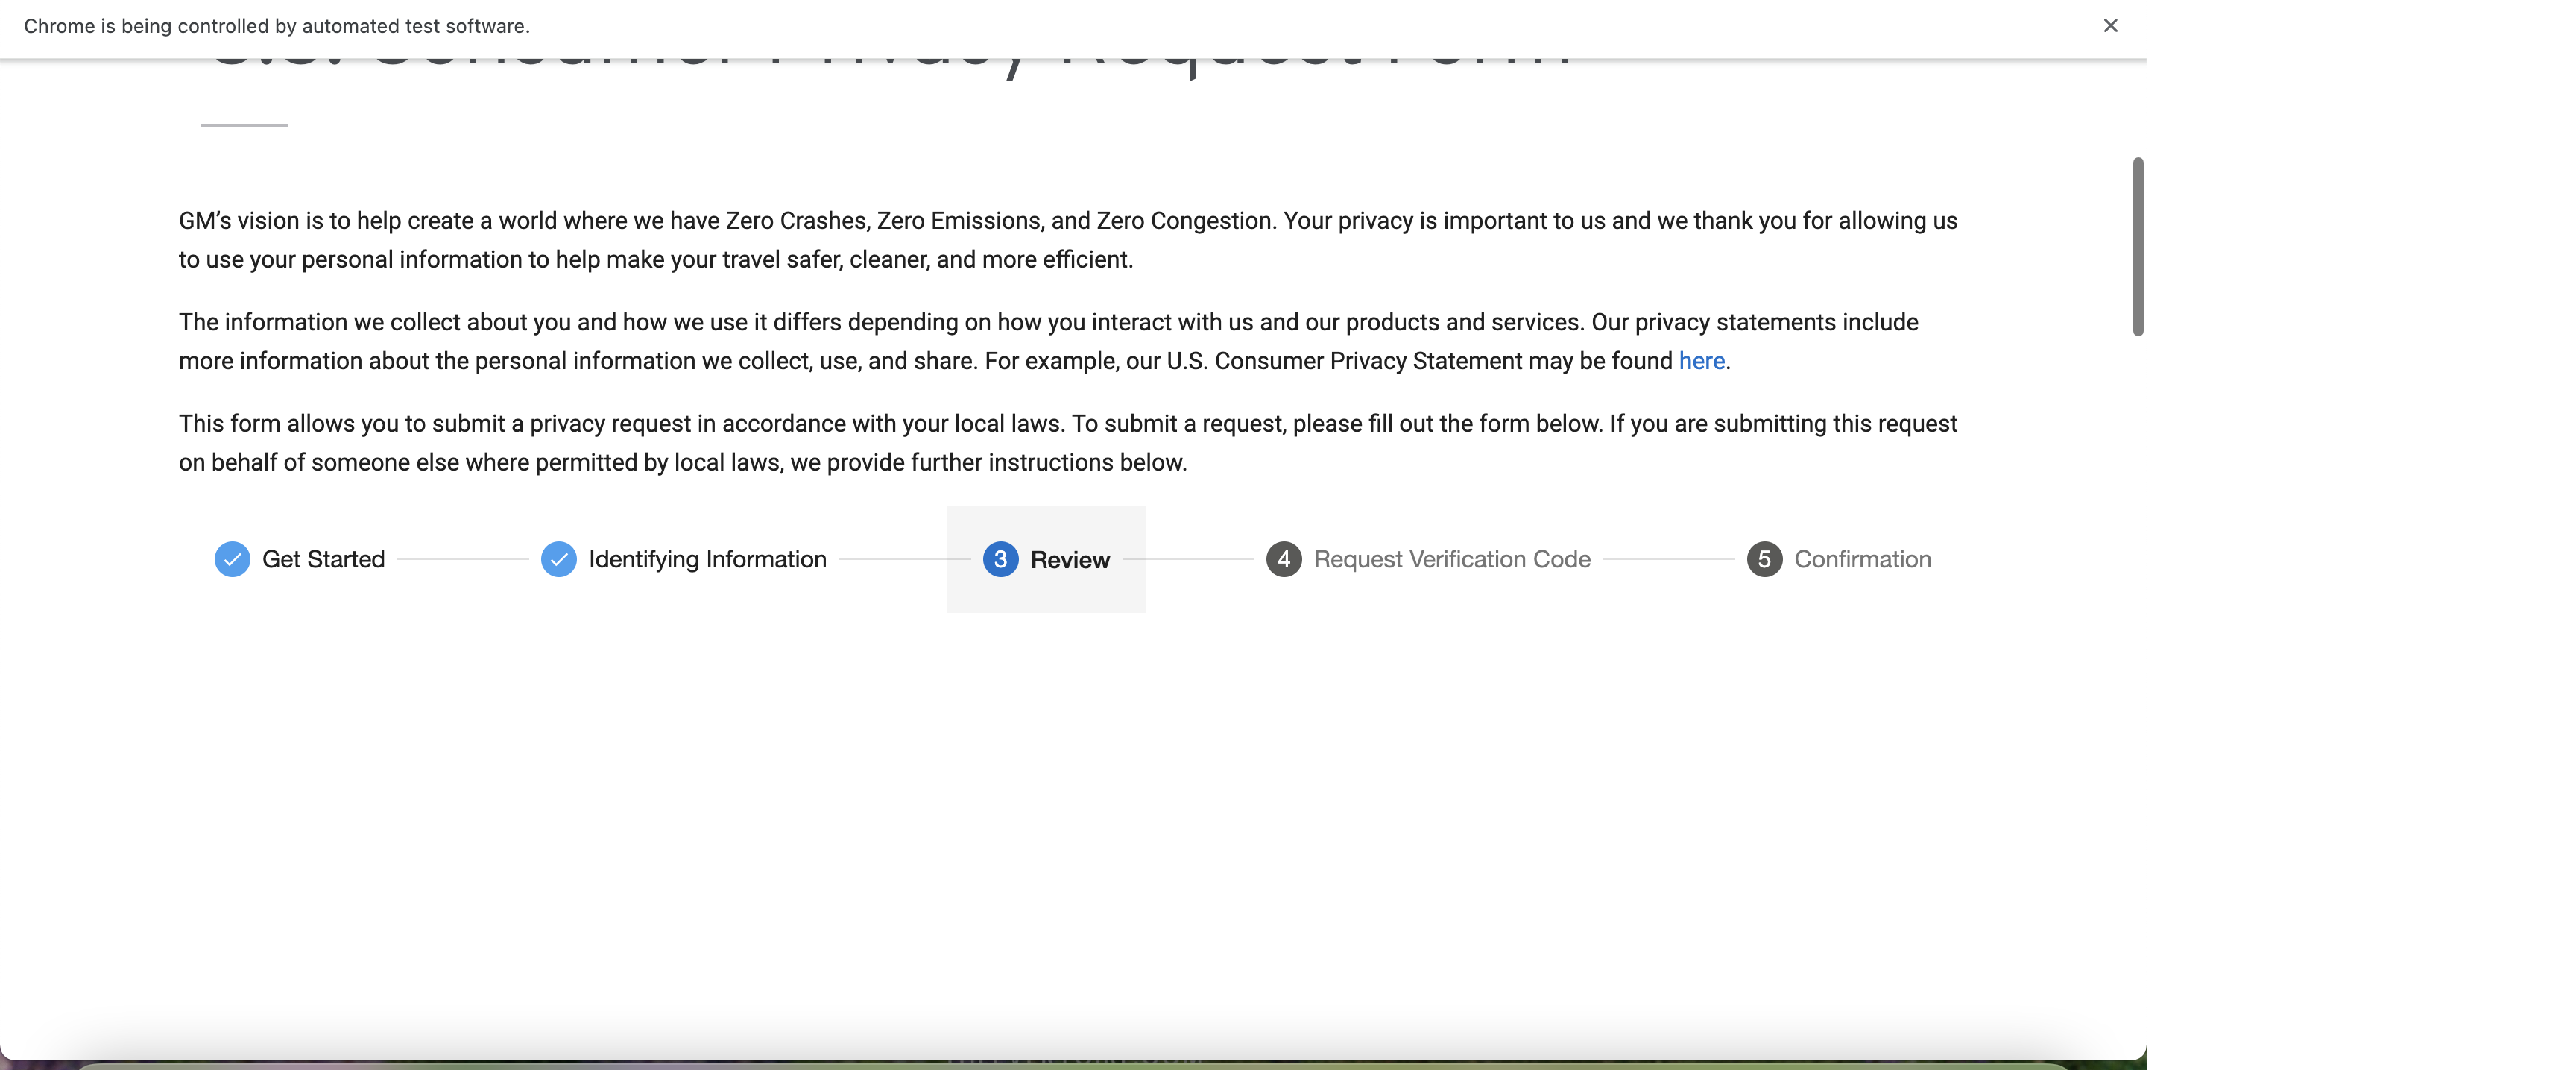 Chrome is being controlled by automated test software.
U.S. Consumer Privacy Request Form
GM’s vision is to help create a world where we have Zero Crashes, Zero Emissions, and Zero Congestion. Your privacy is important to us and we thank you for allowing us
to use your personal information to help make your travel safer, cleaner, and more efficient.
The information we collect about you and how we use it differs depending on how you interact with us and our products and services. Our privacy statements include
more information about the personal information we collect, use, and share. For example, our U.S. Consumer Privacy Statement may be found here.
This form allows you to submit a privacy request in accordance with your local laws. To submit a request, please fill out the form below. If you are submitting this request
on behalf of someone else where permitted by local laws, we provide further instructions below.
Get Started Identifying Information 3 Review 4 Request Verification Code 5 Confirmation